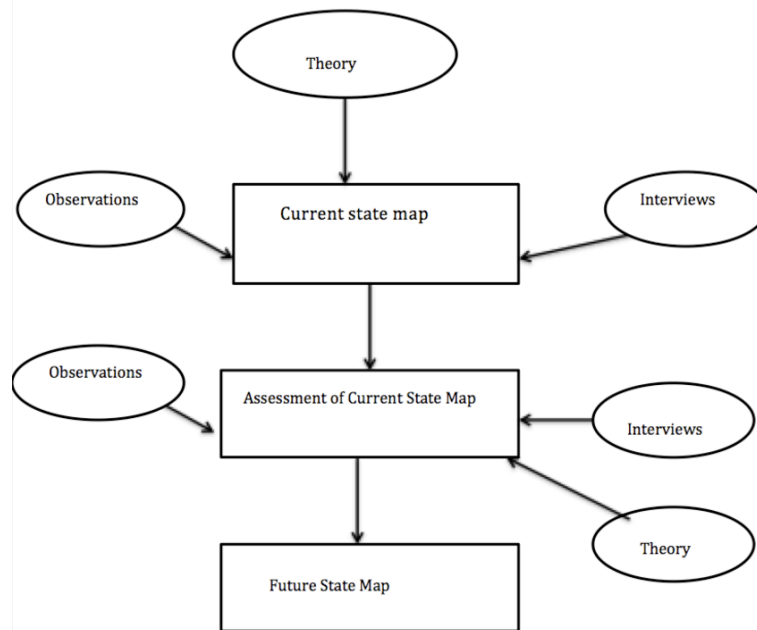 Theory
Observations
Current state map
Interviews
Observations
Assessment of Current State Map
Interviews
Theory
Future State Map